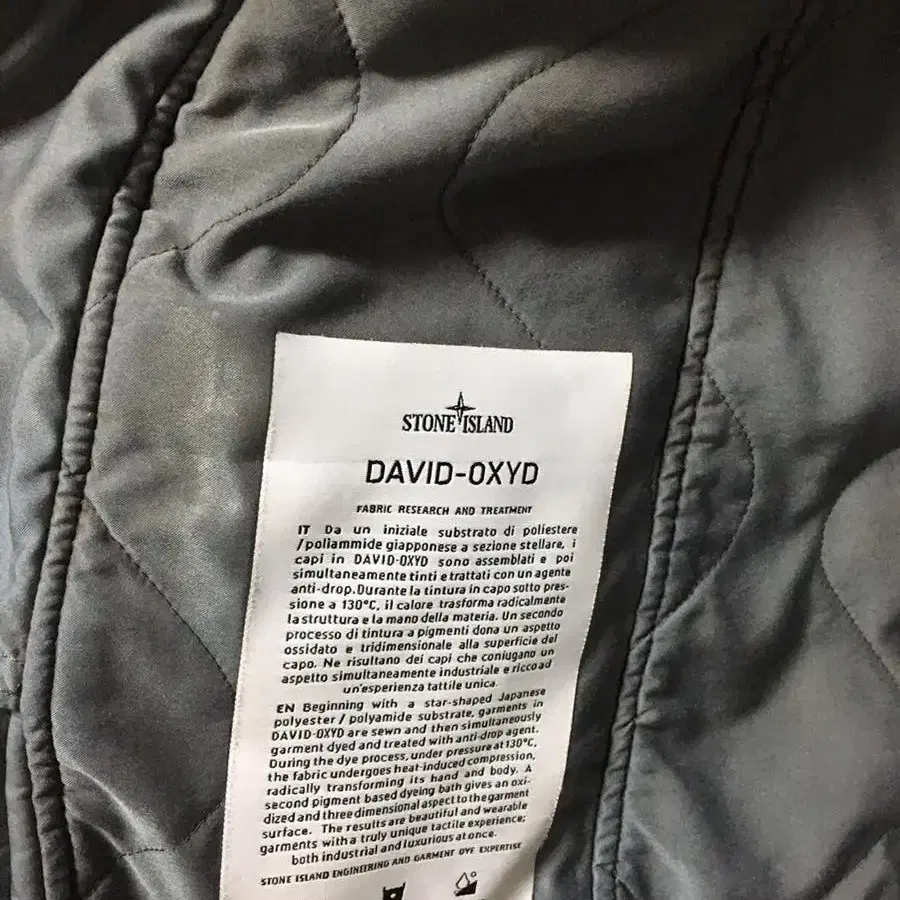 STONE ISLAND
DAVID-OXYD
FABRIC RESEARCH AND TREATMENT
IT Da un iniziale substrato di poliestere
/poliammide giapponese a sezione stellare, i
capi in DAVID-OXYD sono assemblati e poi
simultaneamente tinti e trattati con un agente
anti-drop. Durante la tintura in capo sotto pres-
sione a 130°C, il calore trasforma radicalmente
la struttura e la mano della materia. Un secondo
processo di tintura a pigmenti dona un aspetto
ossidato e tridimensionale alla superficie del
capo. Ne risultano dei capi che coniugano un
aspetto simultaneamente industriale e ricco ad
un'esperienza tattile unica.
EN Beginning with a star-shaped Japanese
polyester / polyamide substrate, garments in
DAVID-OXYD are sewn and then simultaneously
garment dyed and treated with anti-drop agent.
During the dye process, under pressure at 130°C,
the fabric undergoes heat-induced compression,
radically transforming its hand and body. A
second pigment based dyeing bath gives an oxi-
dized and three dimensional aspect to the garment
surface. The results are beautiful and wearable
garments with a truly unique tactile experience;
both industrial and luxurious at once.
STONE ISLAND ENGINEERING AND GARMENT DYE EXPERTISE